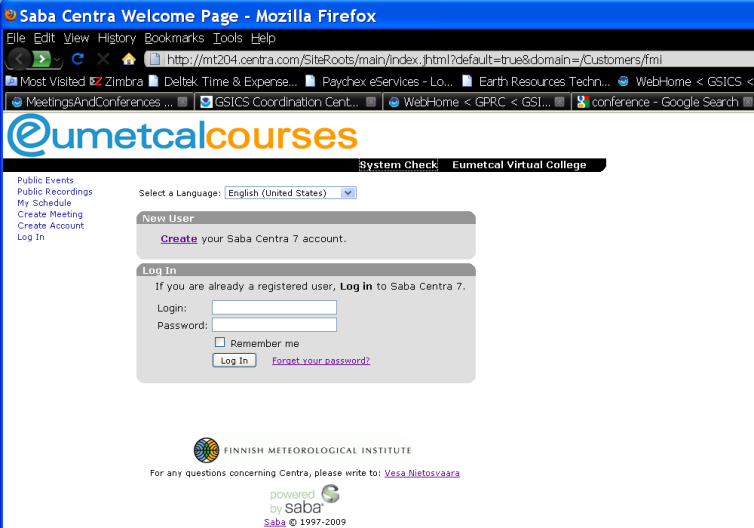 Saba Centra Welcome Page - Mozilla Firefox
File Edit View History Bookmarks Tools Help
http://mt204.centra.com/SiteRoots/main/index.jhtml?default=true&domain=/Customers/fmi
Most Visited Zimbra Deltek Time & Expense... Paychex eServices - Lo... Earth Resources Techn... WebHome < GSICS <
MeetingsAndConferences ... GSICS Coordination Cent... WebHome < GPRC < GSI... conference - Google Search
eumetcalcourses
System Check Eumetcal Virtual College
Public Events
Public Recordings
My Schedule
Create Meeting
Create Account
Log In
Select a Language: English (United States)
New User
Create your Saba Centra 7 account.
Log In
If you are already a registered user, Log in to Saba Centra 7.
Login:
Password:
Remember me
Log In Forget your password?
FINNISH METEOROLOGICAL INSTITUTE
For any questions concerning Centra, please write to: Vesa Nietosvaara
powered
by saba
Saba © 1997-2009